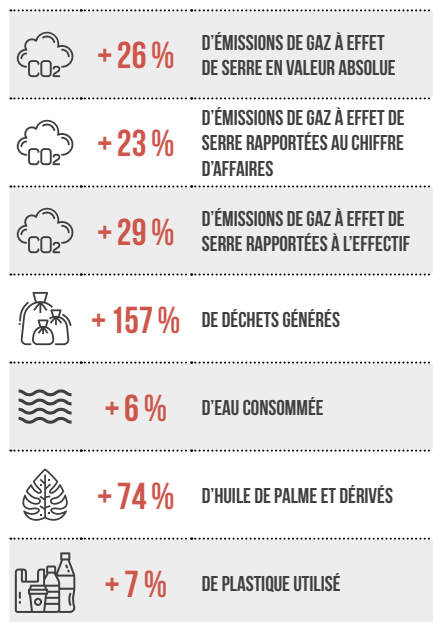 CO2
+ 26 %
D'ÉMISSIONS DE GAZ À EFFET
DE SERRE EN VALEUR ABSOLUE
CO2
+ 23 %
D'ÉMISSIONS DE GAZ À EFFET DE
SERRE RAPPORTÉES AU CHIFFRE
D'AFFAIRES
CO2
+ 29 %
D'ÉMISSIONS DE GAZ À EFFET DE
SERRE RAPPORTÉES À L'EFFECTIF
+ 157 %
DE DÉCHETS GÉNÉRÉS
+ 6 %
D'EAU CONSOMMÉE
+ 74 %
D'HUILE DE PALME ET DÉRIVÉS
+ 7 %
DE PLASTIQUE UTILISÉ